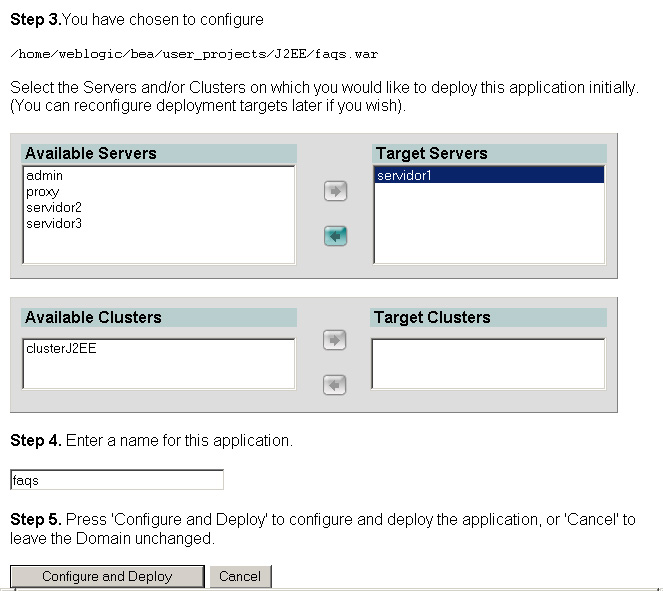 Step 3.You have chosen to configure
/home/weblogic/bea/user_projects/J2EE/faqs.war
Select the Servers and/or Clusters on which you would like to deploy this application initially.
(You can reconfigure deployment targets later if you wish).
Available Servers
admin
proxy
servidor2
servidor3
Target Servers
servidor1
Available Clusters
clusterJ2EE
Target Clusters
Step 4. Enter a name for this application.
faqs
Step 5. Press 'Configure and Deploy' to configure and deploy the application, or 'Cancel' to
leave the Domain unchanged.
Configure and Deploy
Cancel